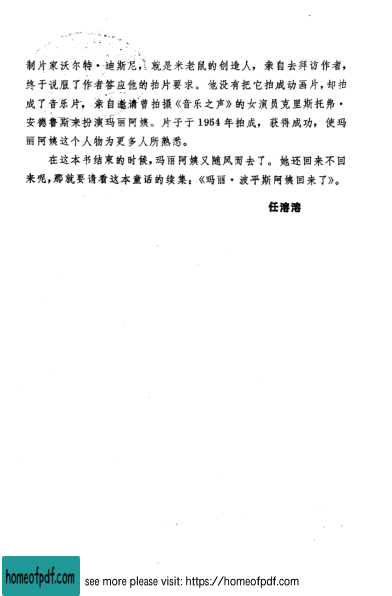 制片家沃尔特·迪斯尼，就是米老鼠的创造人，亲自去拜访作者，
终于说服了作者答应他的拍片要求。他没有把它拍成动画片，却拍
成了音乐片，亲自邀请曾拍摄《音乐之声》的女演员克里斯托弗·
安德鲁斯来扮演玛丽阿姨。片子于1964年拍成，获得成功，使玛
丽阿姨这个人物为更多人所熟悉。
在这本书结束的时候，玛丽阿姨又随风而去了。她还回来不回
来呢，那就要请看这本童话的续集：《玛丽·波平斯阿姨回来了》。
任溶溶
homeofpdf.com
see more please visit: https://homeofpdf.com